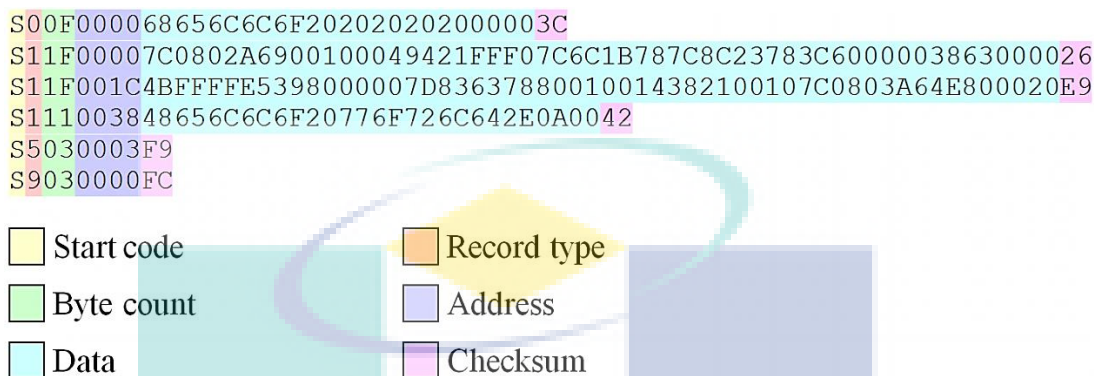 S00F000068656C6C6F202020202000003C
S11F00007C0802A6900100049421FFF07C6C1B787C8C23783C6000003863000026
S11F001C4BFFFFE5398000007D83637880010014382100107C0803A64E800020E9
S111003848656C6C6F20776F726C642E0A0042
S5030003F9
S9030000FC
Start code Record type
Byte count Address
Data Checksum